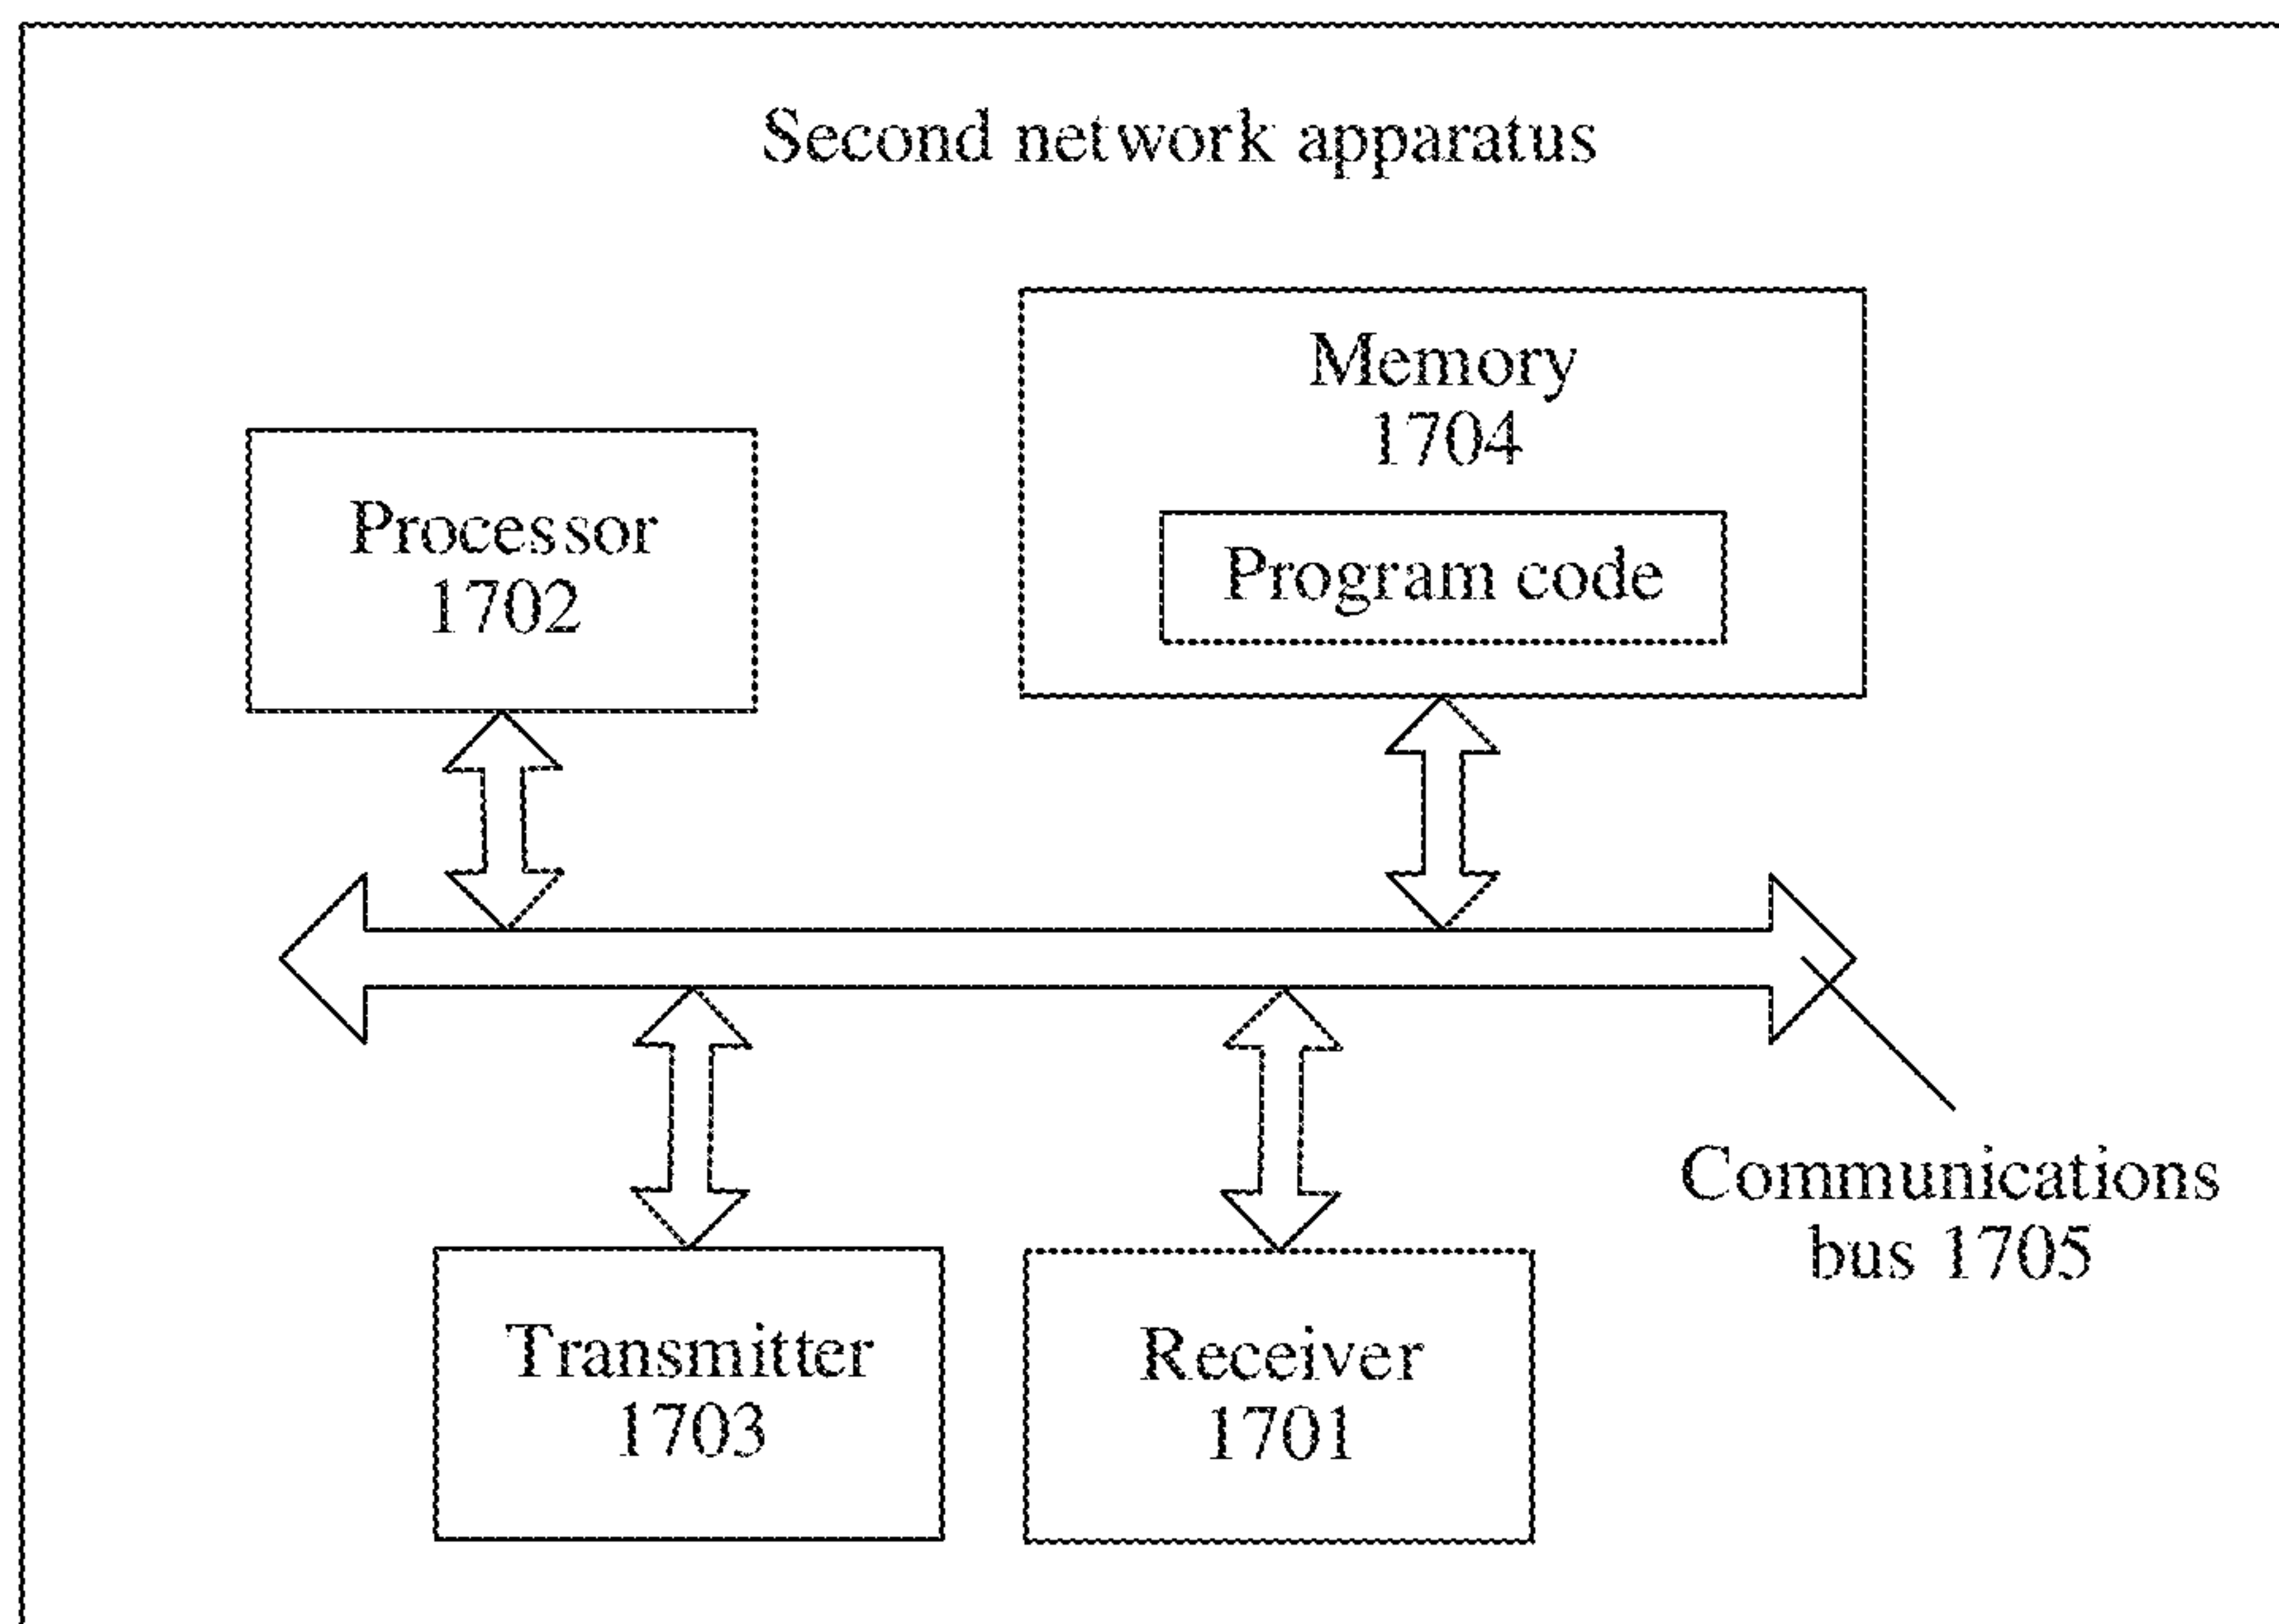 Second network apparatus
Memory
1704
Program code
Processor
1702
Communications
bus 1705
Transmitter
1703
Receiver
1701